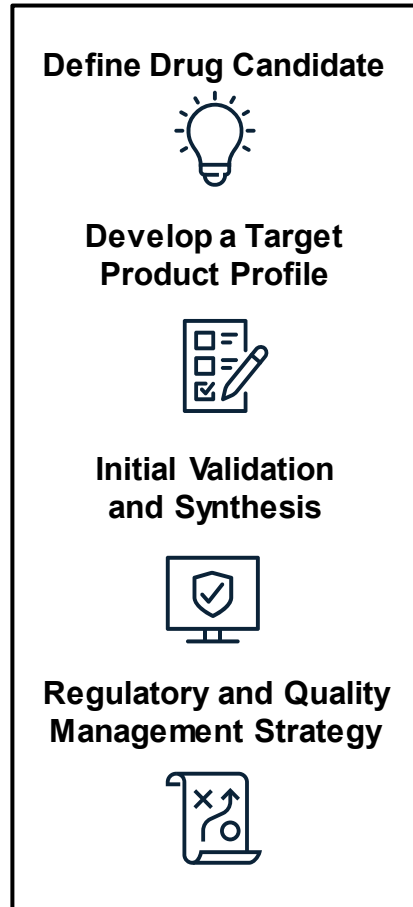 Define Drug Candidate
Develop a Target
Product Profile
Initial Validation
and Synthesis
Regulatory and Quality
Management Strategy